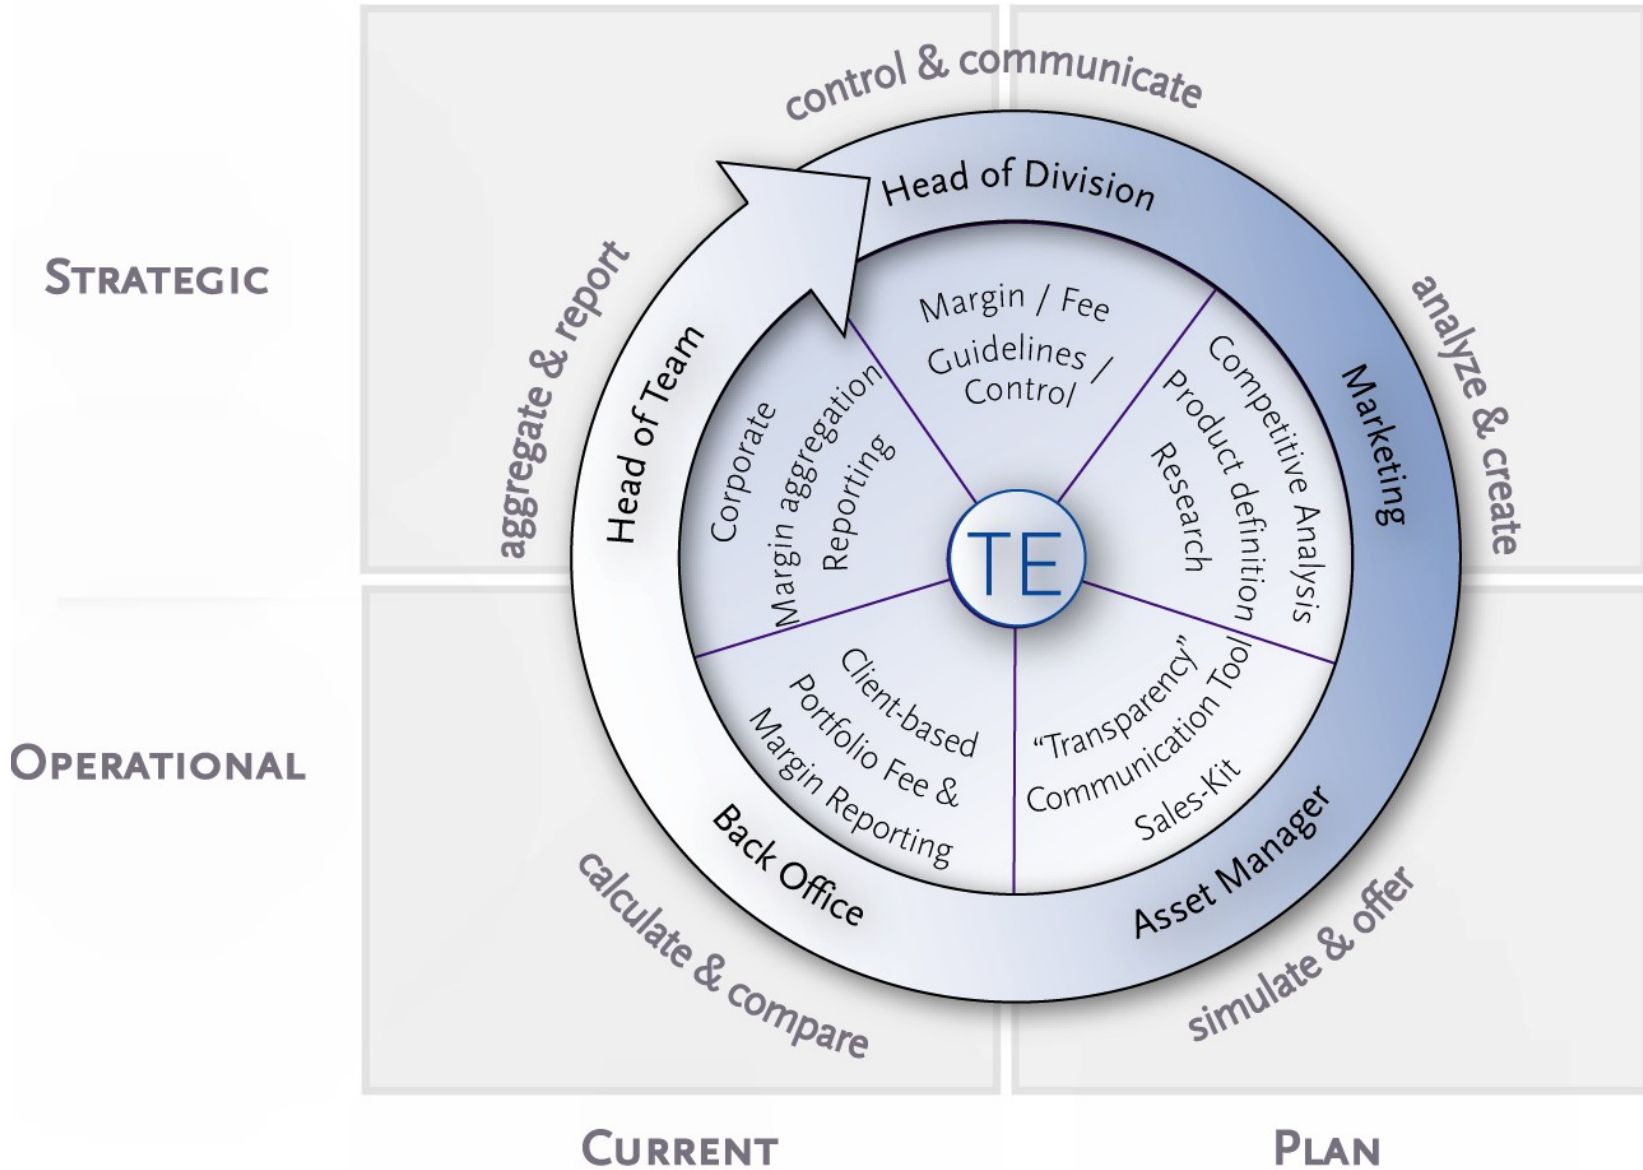 control & communicate
Head of Division
Margin / Fee
Guidelines /
Control
STRATEGIC
aggregate & report
Head of Team
Corporate
Margin aggregation
Reporting
analyze & create
Marketing
Competitive Analysis
Product definition
Research
TE
OPERATIONAL
Client-based
Portfolio Fee &
Margin Reporting
Back Office
calculate & compare
“Transparency”
Communication Tool
Sales-Kit
Asset Manager
simulate & offer
CURRENT
PLAN